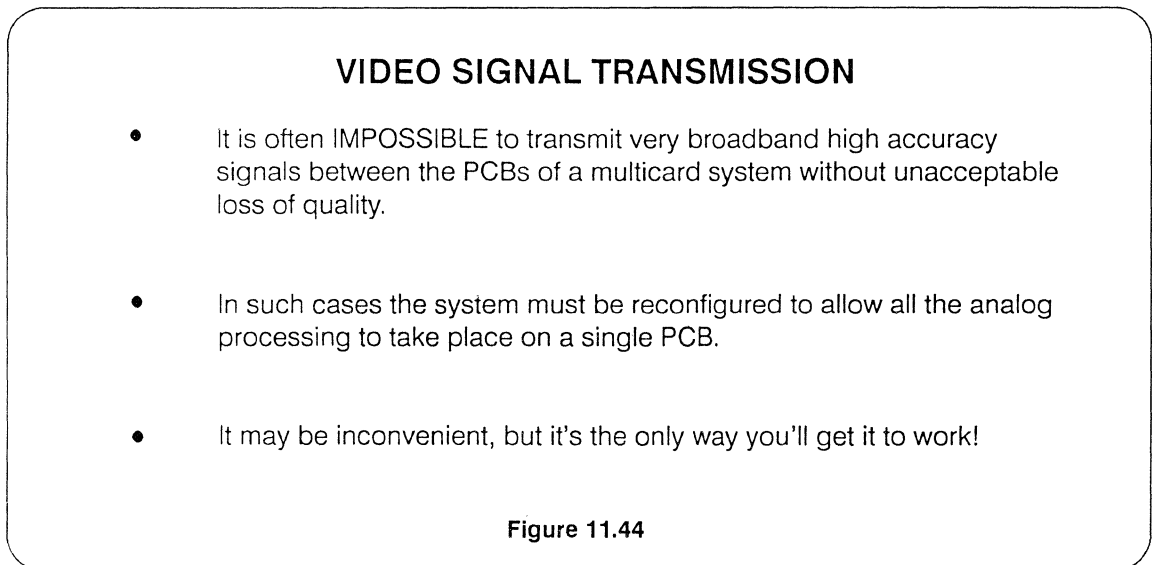 VIDEO SIGNAL TRANSMISSION
• It is often IMPOSSIBLE to transmit very broadband high accuracy
signals between the PCBs of a multicard system without unacceptable
loss of quality.
• In such cases the system must be reconfigured to allow all the analog
processing to take place on a single PCB.
• It may be inconvenient, but it's the only way you'll get it to work!
Figure 11.44